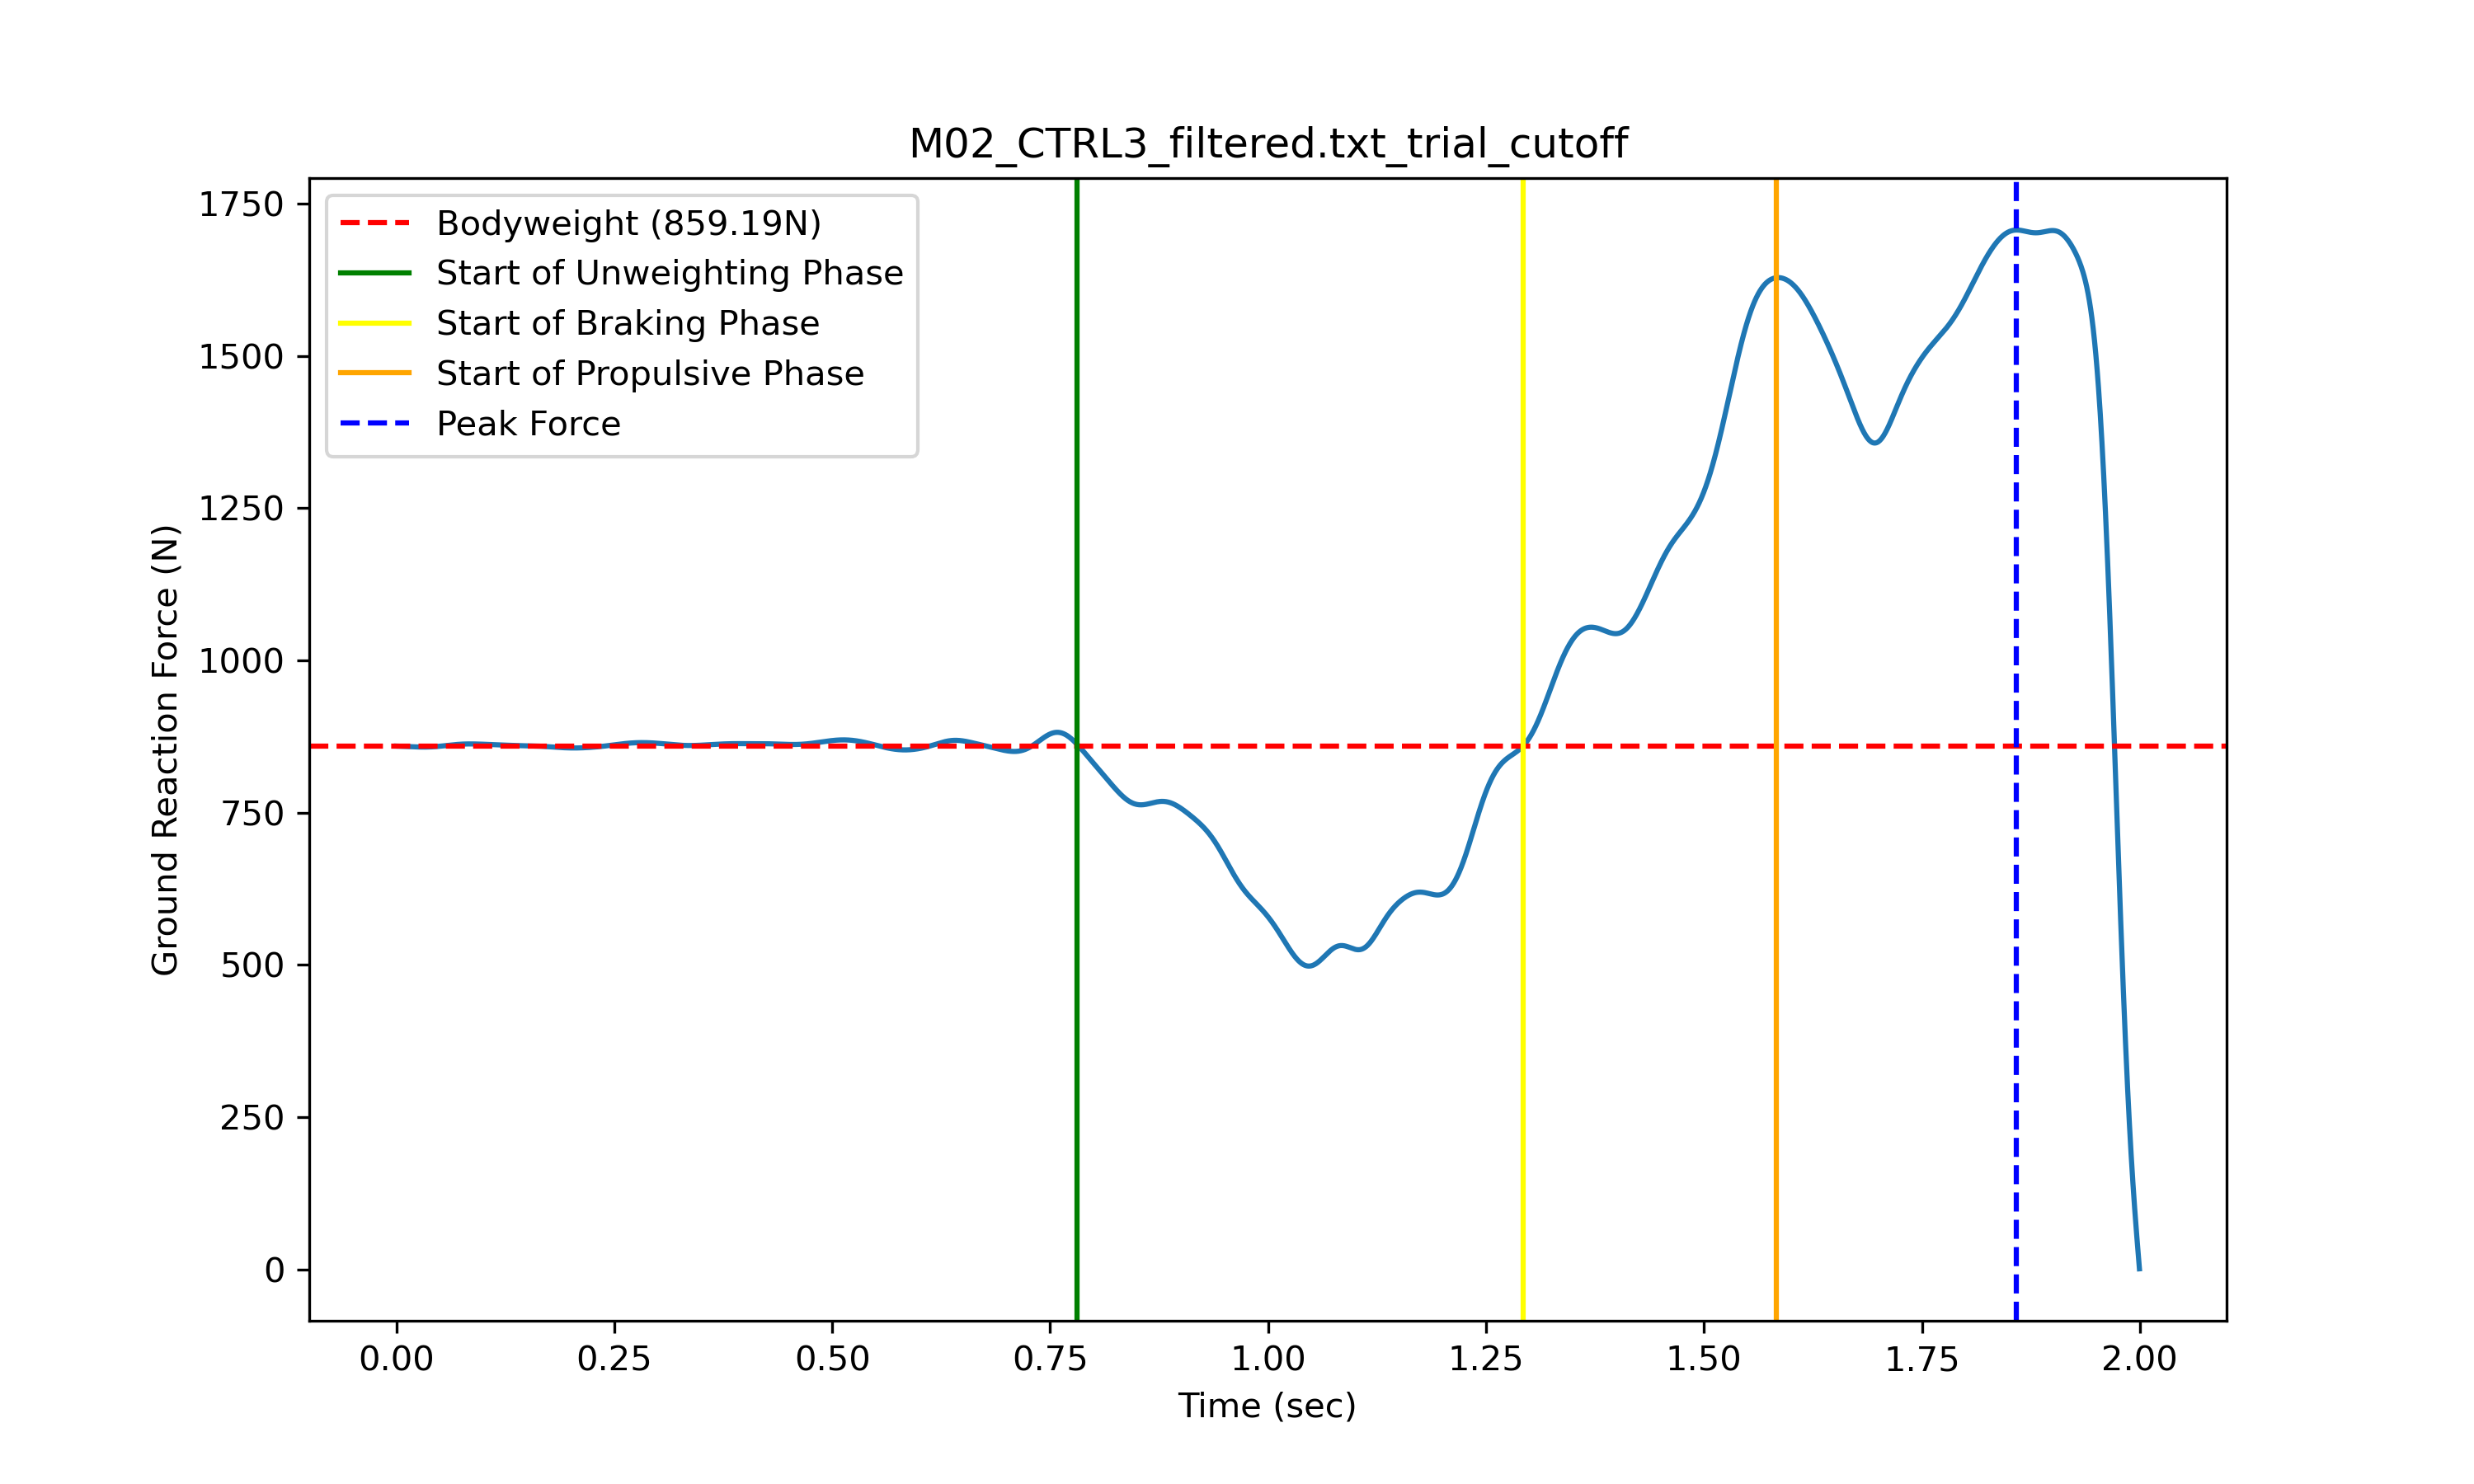 M02_CTRL3_filtered.txt_trial_cutoff
Bodyweight (859.19N)
Start of Unweighting Phase
Start of Braking Phase
Start of Propulsive Phase
Peak Force
Ground Reaction Force (N)
1750
1500
1250
1000
750
500
250
0
0.00 0.25 0.50 0.75 1.00 1.25 1.50 1.75 2.00
Time (sec)